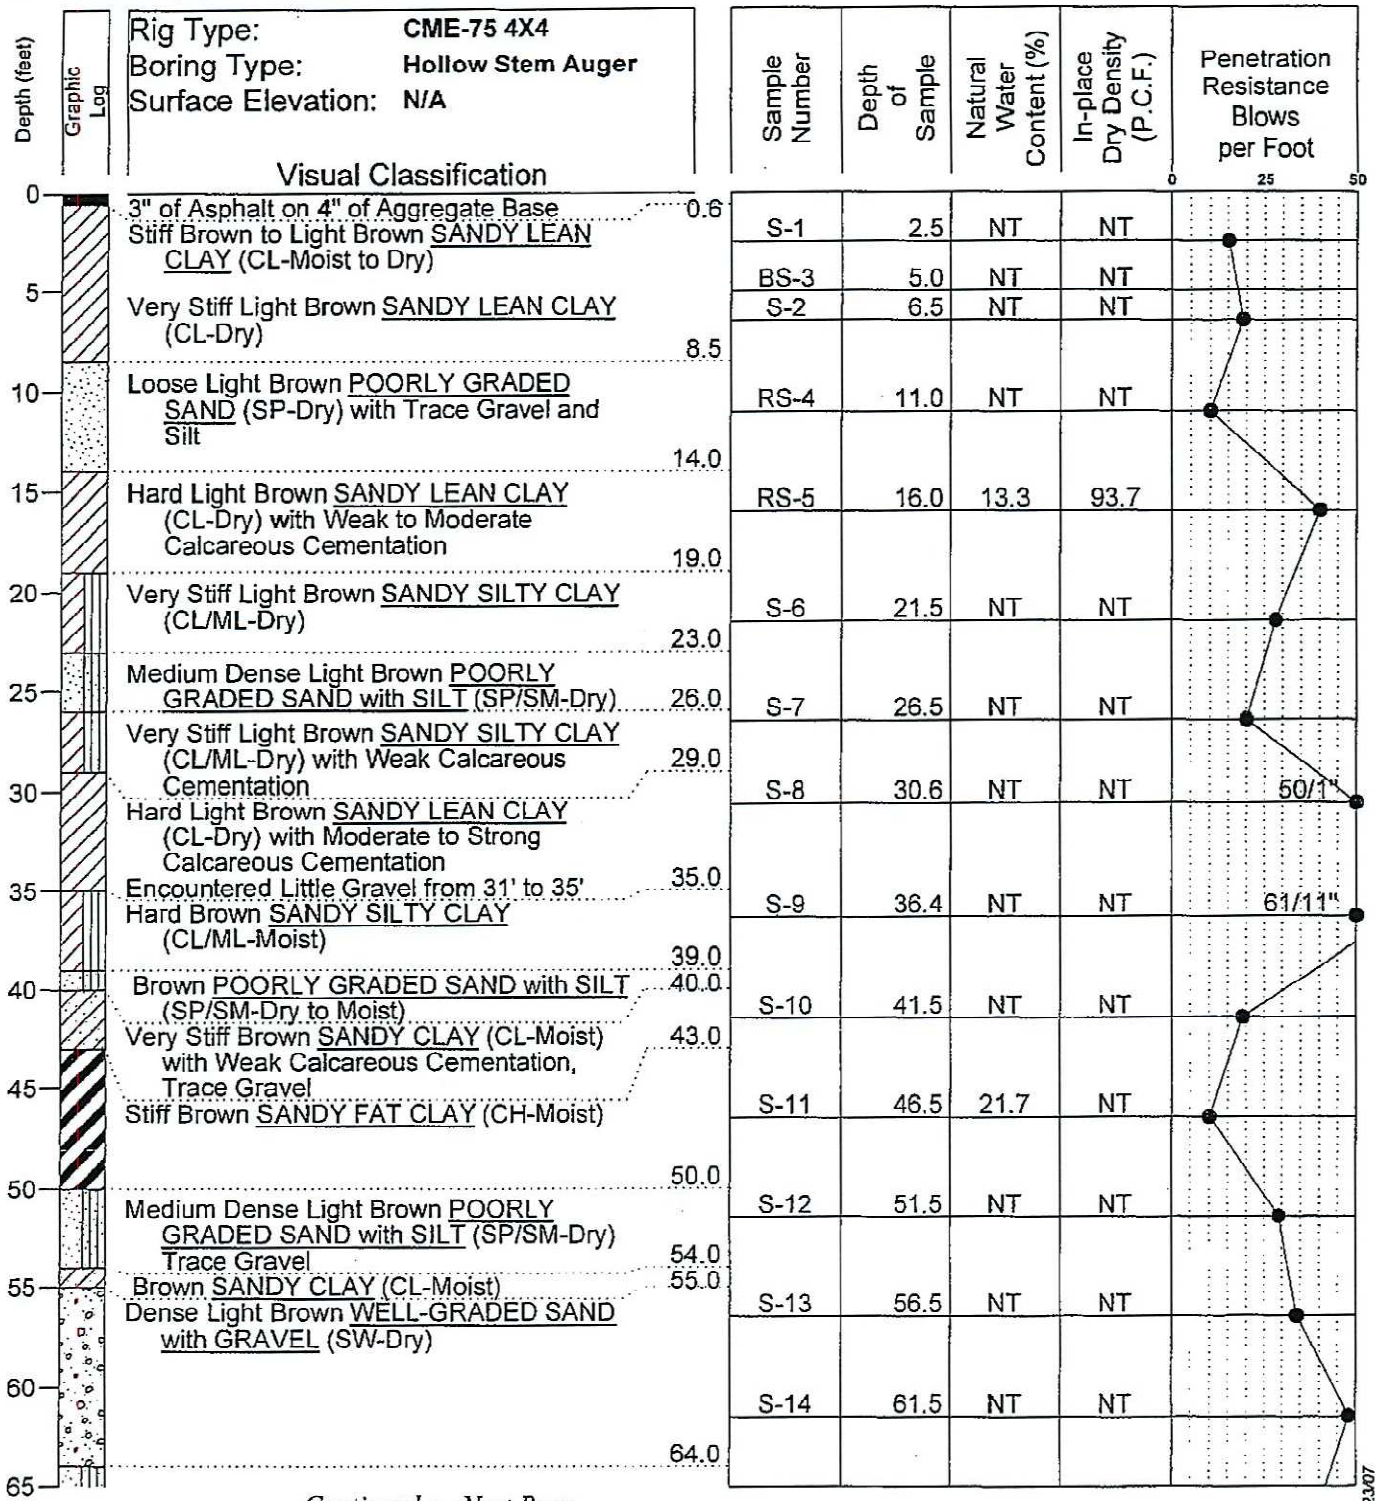 Depth (feet)
Graphic
Log
Rig Type: CME-75 4X4
Boring Type: Hollow Stem Auger
Surface Elevation: N/A
Visual Classification
Sample
Number
Depth
of
Sample
Natural
Water
Content (%)
In-place
Dry Density
(P.C.F.)
Penetration
Resistance
Blows
per Foot
0 25 50
0
3" of Asphalt on 4" of Aggregate Base 0.6
Stiff Brown to Light Brown SANDY LEAN
CLAY (CL-Moist to Dry)
S-1 2.5 NT NT
BS-3 5.0 NT NT
5
Very Stiff Light Brown SANDY LEAN CLAY
(CL-Dry)
S-2 6.5 NT NT
8.5
10
Loose Light Brown POORLY GRADED
SAND (SP-Dry) with Trace Gravel and
Silt
RS-4 11.0 NT NT
14.0
15
Hard Light Brown SANDY LEAN CLAY
(CL-Dry) with Weak to Moderate
Calcareous Cementation
RS-5 16.0 13.3 93.7
19.0
20
Very Stiff Light Brown SANDY SILTY CLAY
(CL/ML-Dry)
S-6 21.5 NT NT
23.0
Medium Dense Light Brown POORLY
GRADED SAND with SILT (SP/SM-Dry)
25
26.0
S-7 26.5 NT NT
Very Stiff Light Brown SANDY SILTY CLAY
(CL/ML-Dry) with Weak Calcareous
Cementation
29.0
30
S-8 30.6 NT NT 50/1"
Hard Light Brown SANDY LEAN CLAY
(CL-Dry) with Moderate to Strong
Calcareous Cementation
Encountered Little Gravel from 31' to 35'
35
35.0
Hard Brown SANDY SILTY CLAY
(CL/ML-Moist)
S-9 36.4 NT NT 61/11"
39.0
Brown POORLY GRADED SAND with SILT
(SP/SM-Dry to Moist)
40
40.0
S-10 41.5 NT NT
Very Stiff Brown SANDY CLAY (CL-Moist)
with Weak Calcareous Cementation,
Trace Gravel
43.0
45
Stiff Brown SANDY FAT CLAY (CH-Moist)
S-11 46.5 21.7 NT
50.0
50
Medium Dense Light Brown POORLY
GRADED SAND with SILT (SP/SM-Dry)
Trace Gravel
S-12 51.5 NT NT
54.0
Brown SANDY CLAY (CL-Moist)
55
55.0
Dense Light Brown WELL-GRADED SAND
with GRAVEL (SW-Dry)
S-13 56.5 NT NT
60
S-14 61.5 NT NT
64.0
65
23/07